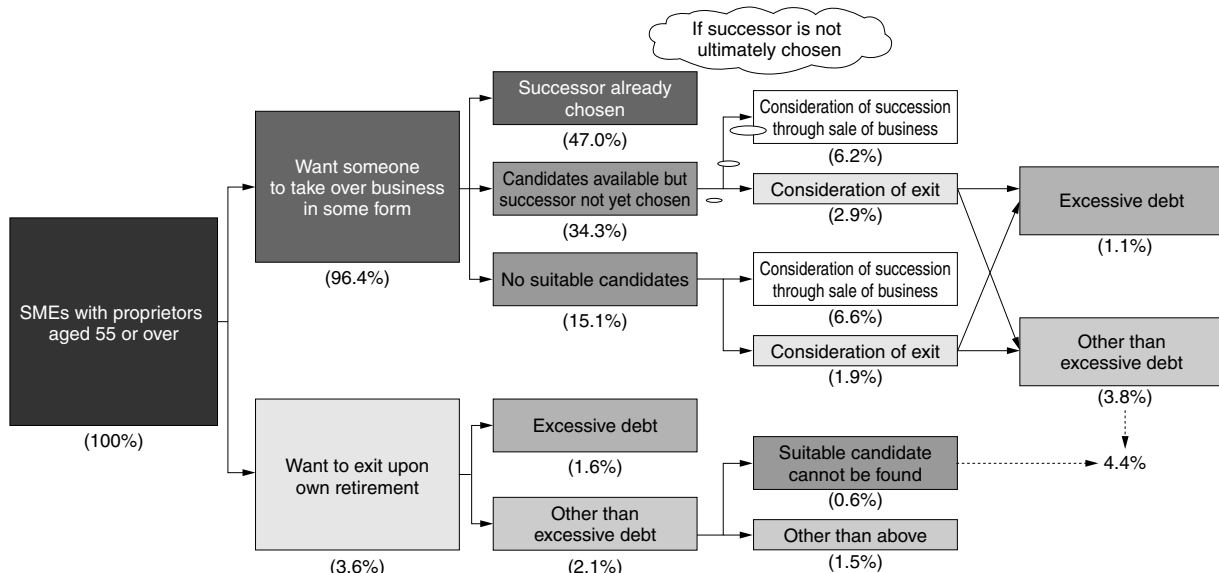 If successor is not
ultimately chosen
Successor already
chosen
(47.0%)
Consideration of succession
through sale of business
(6.2%)
Want someone
to take over business
in some form
(96.4%)
Candidates available but
successor not yet chosen
(34.3%)
Consideration of exit
(2.9%)
Excessive debt
(1.1%)
No suitable candidates
(15.1%)
Consideration of succession
through sale of business
(6.6%)
SMEs with proprietors
aged 55 or over
(100%)
Consideration of exit
(1.9%)
Other than
excessive debt
(3.8%)
Want to exit upon
own retirement
(3.6%)
Excessive debt
(1.6%)
Suitable candidate
cannot be found
(0.6%)
4.4%
Other than
excessive debt
(2.1%)
Other than above
(1.5%)